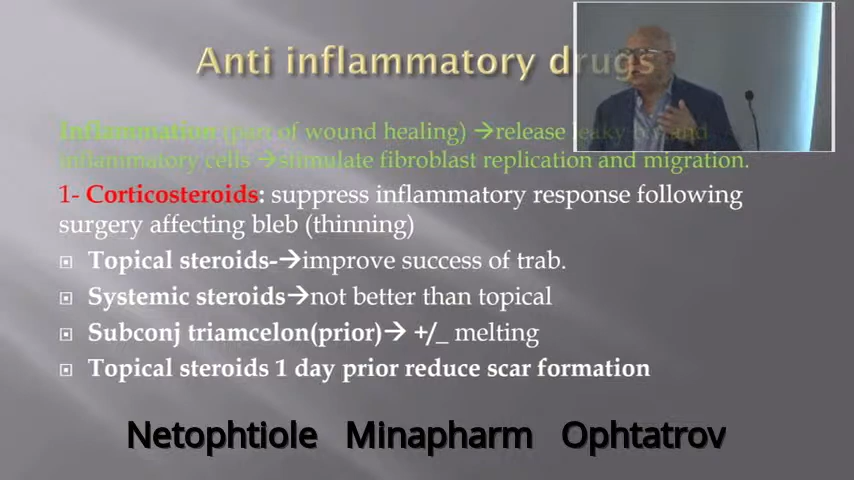 Anti inflammatory drugs
Inflammation (part of wound healing) →release leaky
inflammatory cells →stimulate fibroblast replication and migration.
1- Corticosteroids: suppress inflammatory response following
surgery affecting bleb (thinning)
Topical steroids-→improve success of trab.
Systemic steroids→not better than topical
Subconj triamcelon(prior)→ +/_ melting
Topical steroids 1 day prior reduce scar formation
Netophtiole Minapharm Ophtatrov